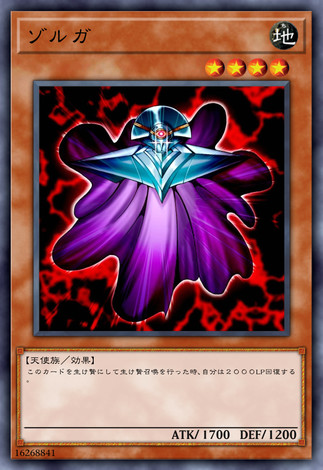 ゾルガ
地
【天使族／効果】
このカードを生け贄にして生け贄召喚を行った時、自分は２０００LP回復する
。
ATK/1700 DEF/1200
16268841